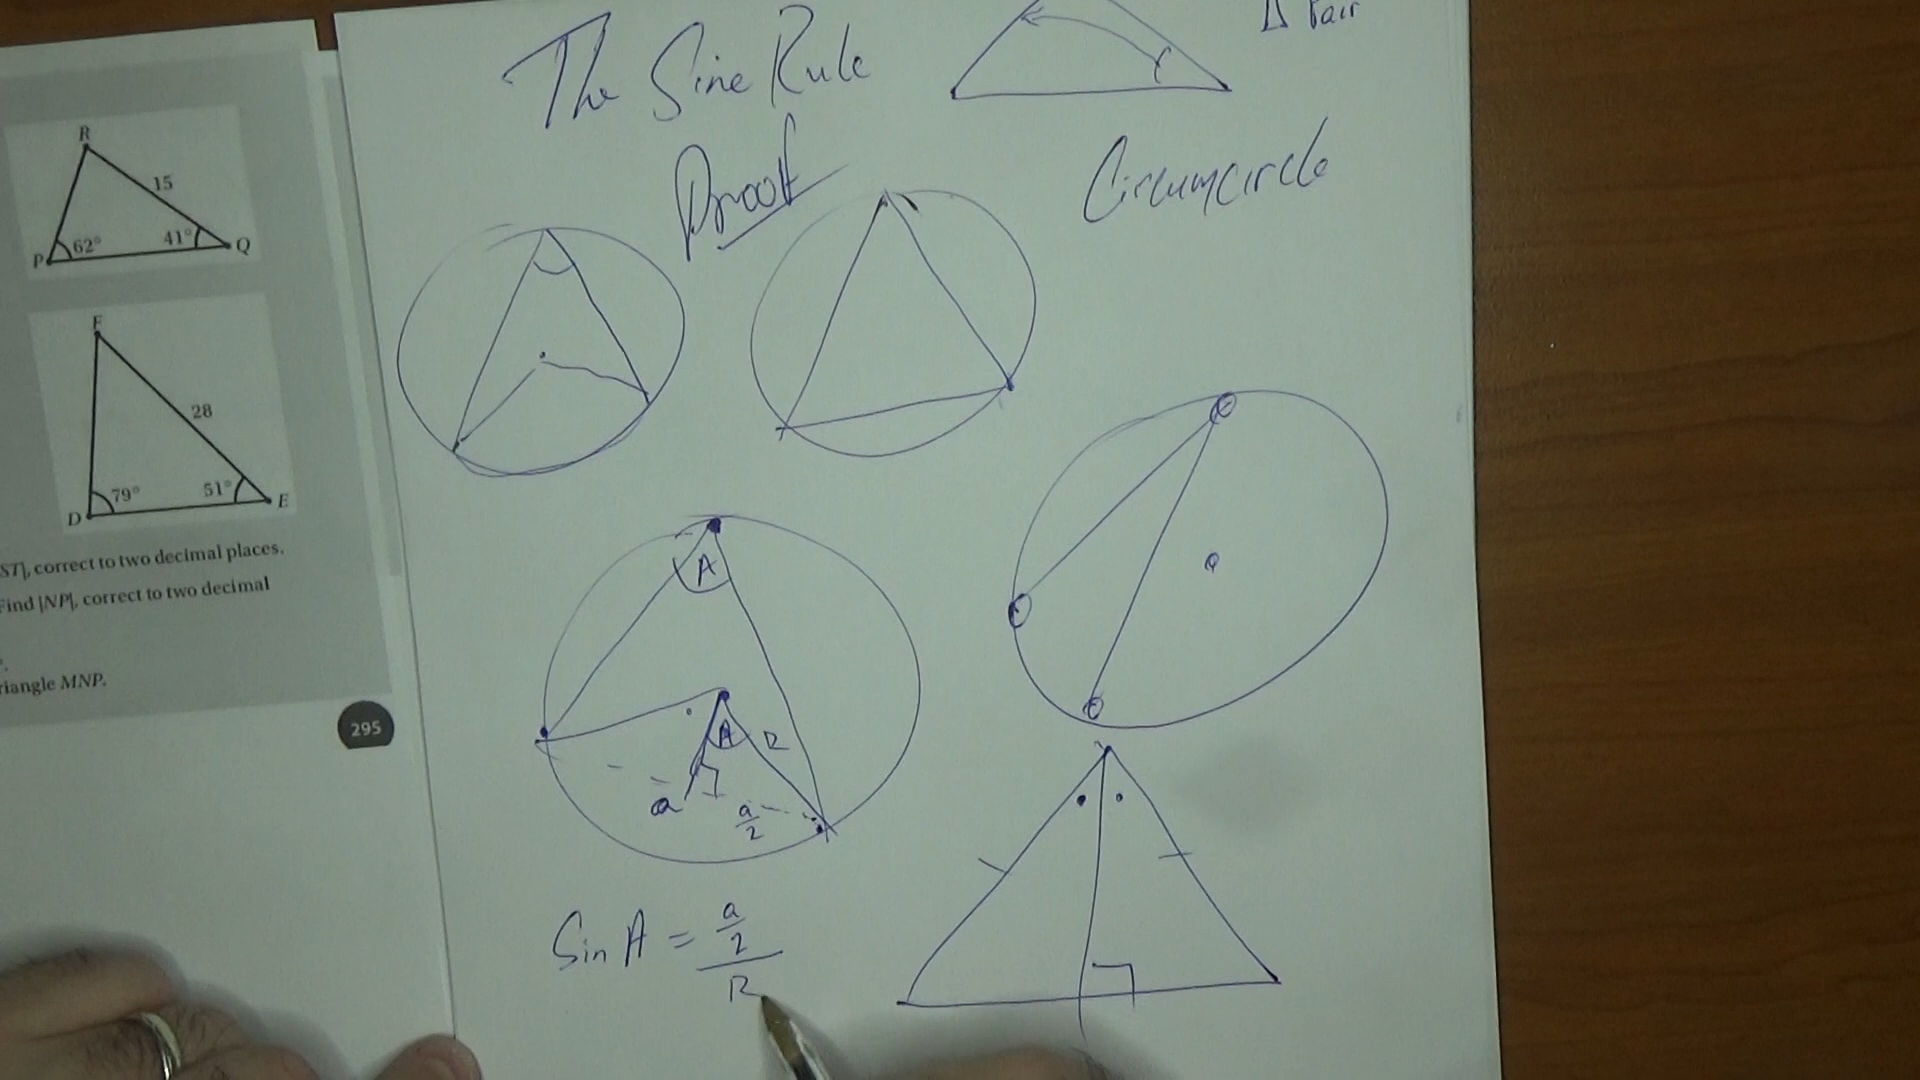 R
15
P 62° 41° Q
F
28
D 79° 51° E
ST], correct to two decimal places.
Find |NP|, correct to two decimal
riangle MNP.
295
The Sine Rule
Proof
Δ Pair
Circumcircle
A
A R
a
a
2
Sin A = a
2
R